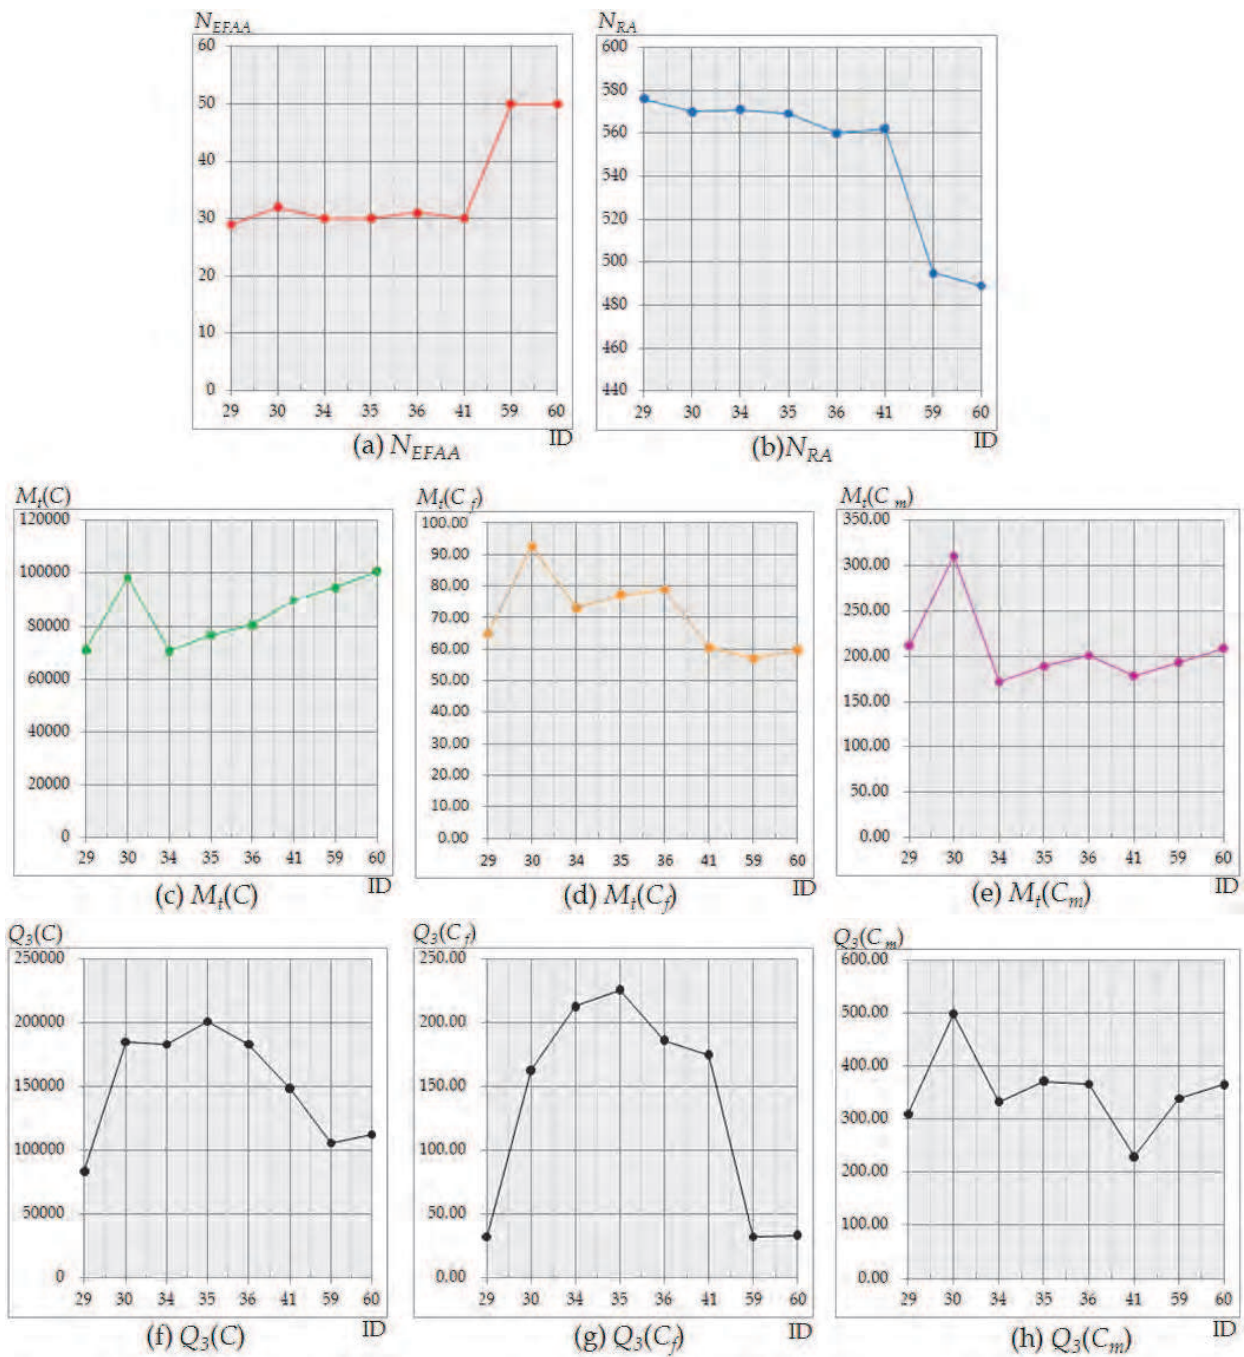 N_EFAA
60
50
40
30
20
10
0
29 30 34 35 36 41 59 60
ID
(a) N_EFAA
N_RA
600
580
560
540
520
500
480
460
440
29 30 34 35 36 41 59 60
ID
(b)N_RA
M_t(C)
120000
100000
80000
60000
40000
20000
0
29 30 34 35 36 41 59 60
ID
(c) M_t(C)
M_t(C_f)
100.00
90.00
80.00
70.00
60.00
50.00
40.00
30.00
20.00
10.00
0.00
29 30 34 35 36 41 59 60
ID
(d) M_t(C_f)
M_t(C_m)
350.00
300.00
250.00
200.00
150.00
100.00
50.00
0.00
29 30 34 35 36 41 59 60
ID
(e) M_t(C_m)
Q_3(C)
250000
200000
150000
100000
50000
0
29 30 34 35 36 41 59 60
ID
(f) Q_3(C)
Q_3(C_f)
250.00
200.00
150.00
100.00
50.00
0.00
29 30 34 35 36 41 59 60
ID
(g) Q_3(C_f)
Q_3(C_m)
600.00
500.00
400.00
300.00
200.00
100.00
0.00
29 30 34 35 36 41 59 60
ID
(h) Q_3(C_m)